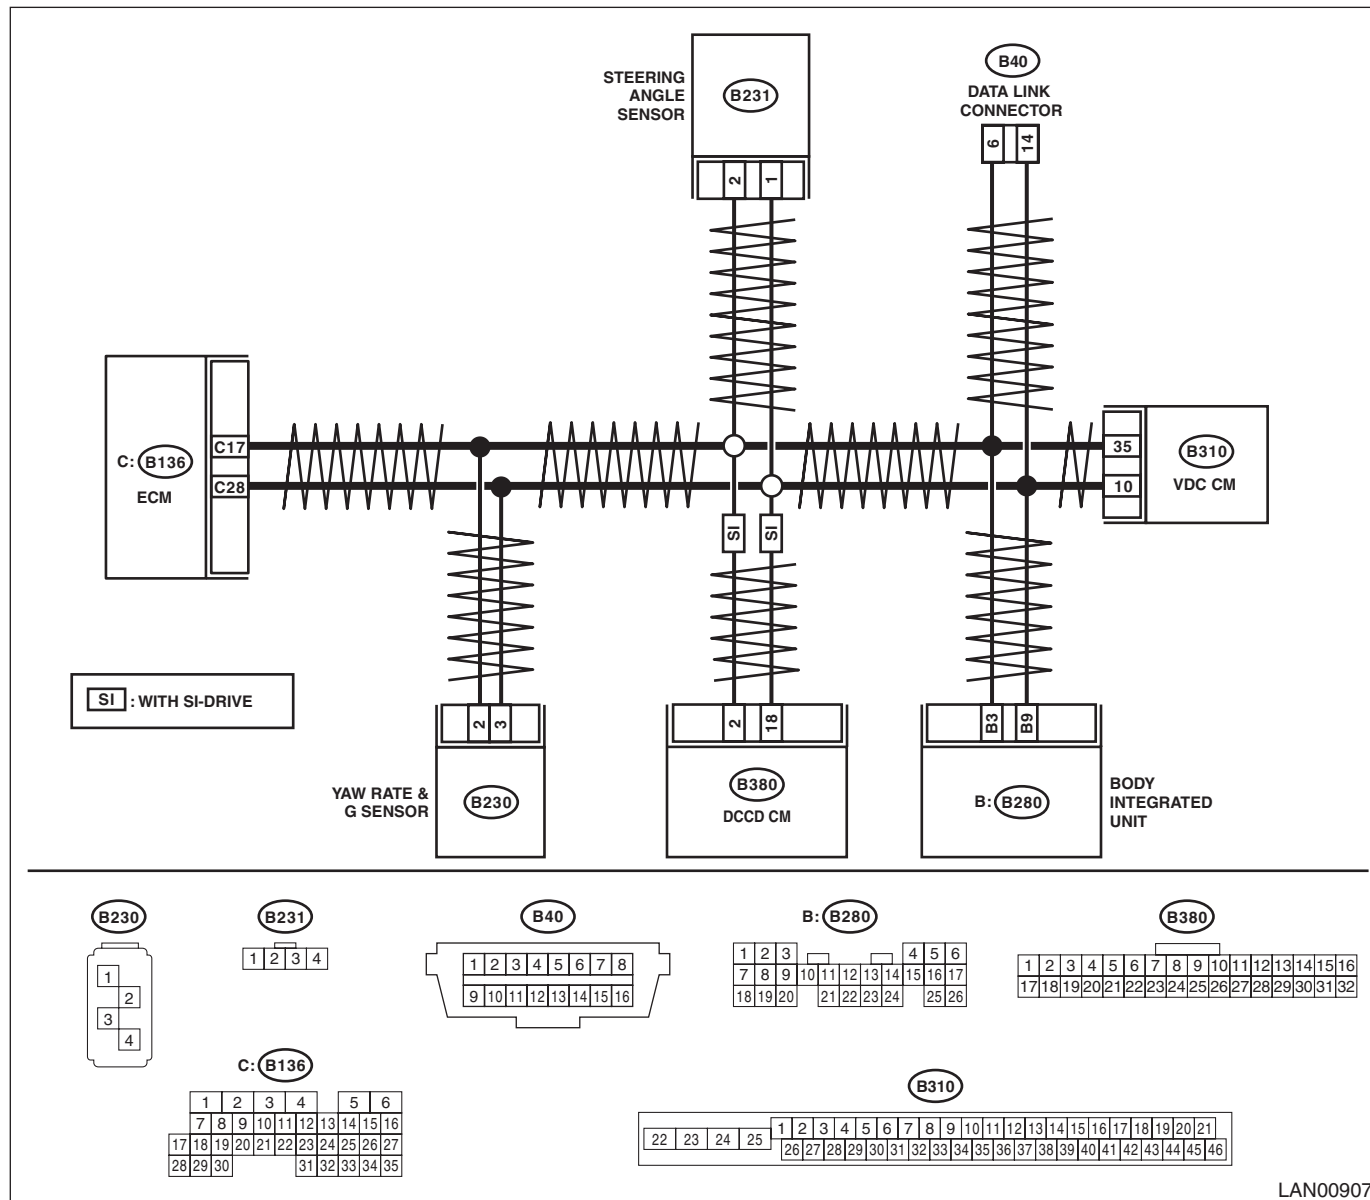 B40
DATA LINK
CONNECTOR
STEERING
ANGLE
SENSOR
B231
6 14
2 1
C: B136
ECM
C17
C28
35
10
B310
VDC CM
SI SI
SI : WITH SI-DRIVE
2 3
2 18
B3 B9
YAW RATE &
G SENSOR
B230
B380
DCCD CM
B: B280
BODY
INTEGRATED
UNIT
B230
1
2
3
4
B231
1 2 3 4
B40
1 2 3 4 5 6 7 8
9 10 11 12 13 14 15 16
B: B280
1 2 3 4 5 6
7 8 9 10 11 12 13 14 15 16 17
18 19 20 21 22 23 24 25 26
B380
1 2 3 4 5 6 7 8 9 10 11 12 13 14 15 16
17 18 19 20 21 22 23 24 25 26 27 28 29 30 31 32
C: B136
1 2 3 4 5 6
7 8 9 10 11 12 13 14 15 16
17 18 19 20 21 22 23 24 25 26 27
28 29 30 31 32 33 34 35
B310
1 2 3 4 5 6 7 8 9 10 11 12 13 14 15 16 17 18 19 20 21
22 23 24 25
26 27 28 29 30 31 32 33 34 35 36 37 38 39 40 41 42 43 44 45 46
LAN00907